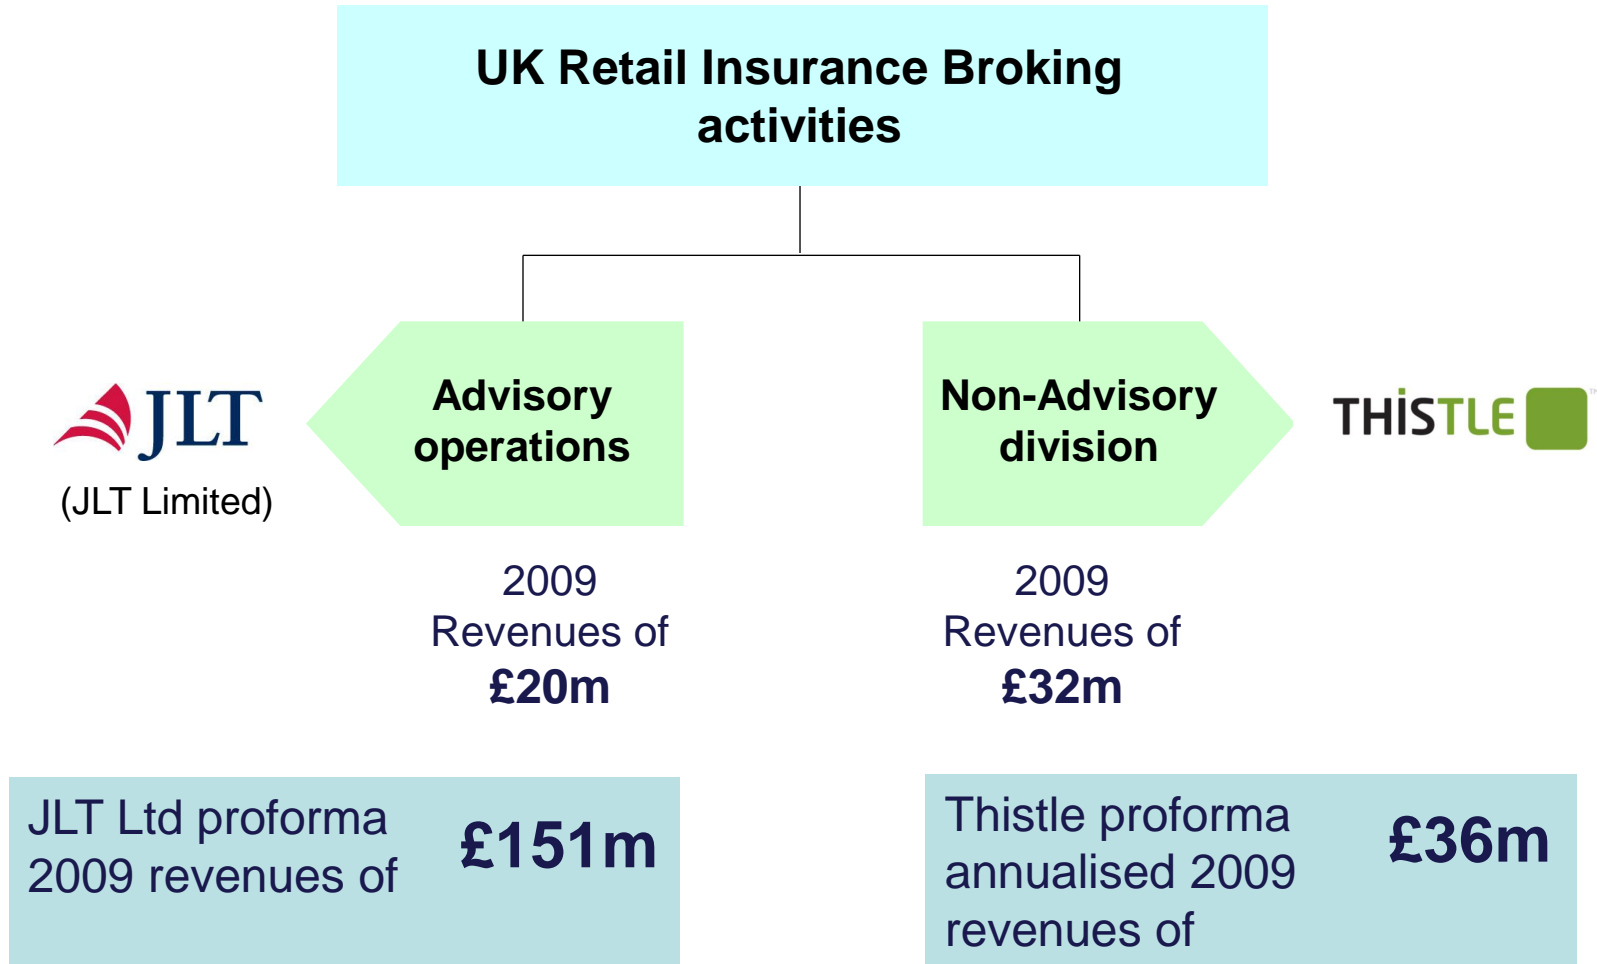 UK Retail Insurance Broking
activities
JLT
(JLT Limited)
Advisory
operations
Non-Advisory
division
THiSTLE
TM
2009
Revenues of
£20m
2009
Revenues of
£32m
JLT Ltd proforma
2009 revenues of
£151m
Thistle proforma
annualised 2009
revenues of
£36m